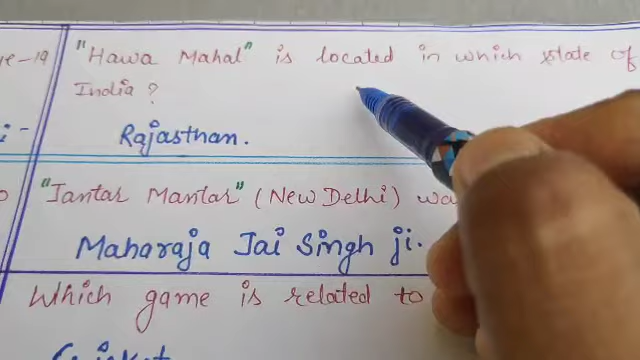 "Hawa Mahal" is located in which state of
India ?
Rajasthan.
"Jantar Mantar" (New Delhi)
Maharaja Jai Singh ji.
Which game is related to